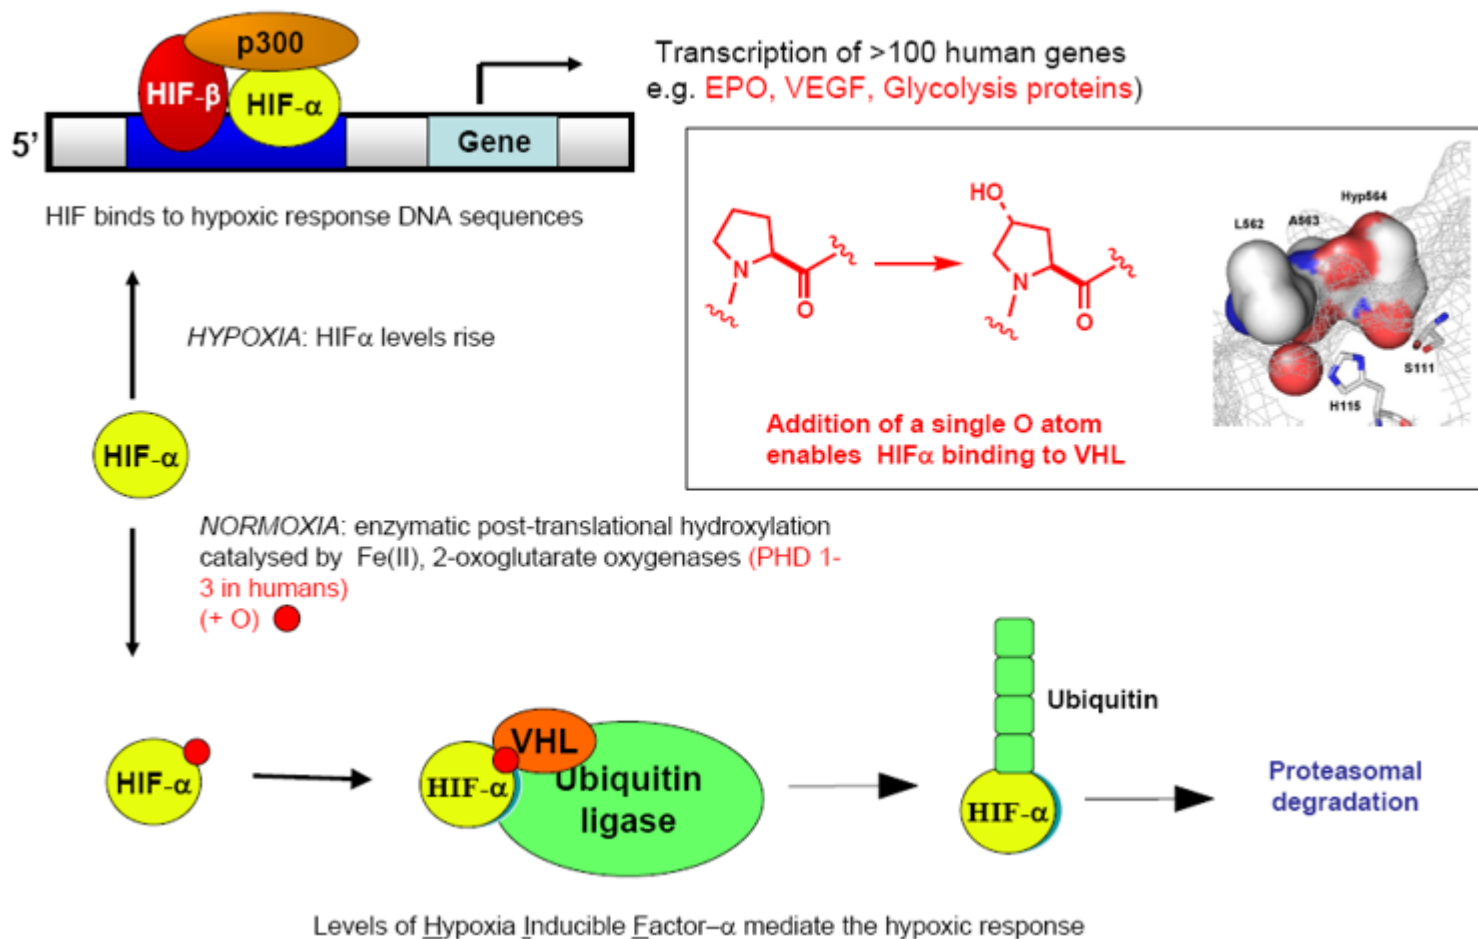 p300
HIF-β
HIF-α
5’
Gene
Transcription of >100 human genes
e.g. EPO, VEGF, Glycolysis proteins)
HIF binds to hypoxic response DNA sequences
HYPOXIA: HIFα levels rise
HIF-α
HO
N
O
N
O
Addition of a single O atom
enables HIFα binding to VHL
Hyp564
A563
L562
S111
H115
NORMOXIA: enzymatic post-translational hydroxylation
catalysed by Fe(II), 2-oxoglutarate oxygenases (PHD 1-
3 in humans)
(+ O)
HIF-α
VHL
HIF-α
Ubiquitin
ligase
Ubiquitin
HIF-α
Proteasomal
degradation
Levels of Hypoxia Inducible Factor–α mediate the hypoxic response